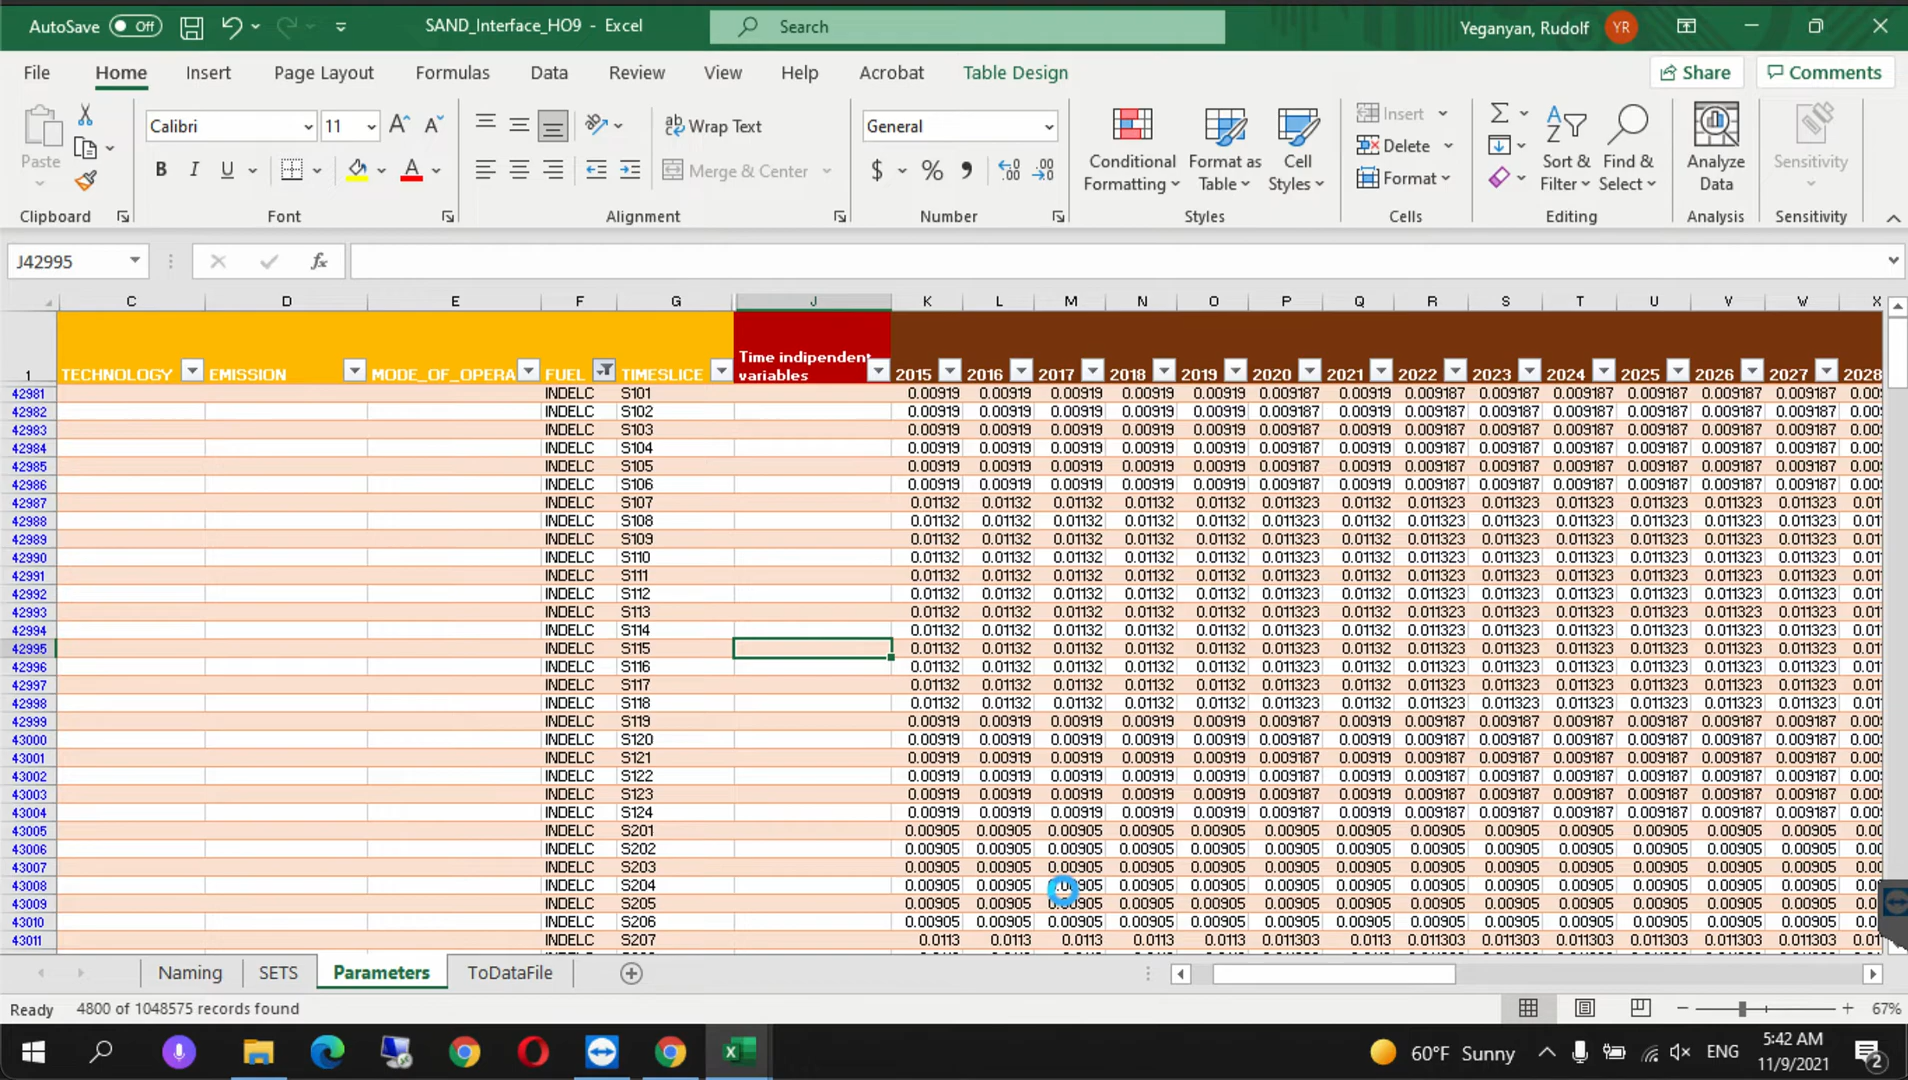 AutoSave Off SAND_Interface_HO9 - Excel Search Yeganyan, Rudolf YR
File Home Insert Page Layout Formulas Data Review View Help Acrobat Table Design Share Comments
Paste Calibri 11 Wrap Text General Conditional Formatting Format as Table Cell Styles Insert Delete Format Sort & Filter Find & Select Analyze Data Sensitivity
B I U Merge & Center $ %
Clipboard Font Alignment Number Styles Cells Editing Analysis Sensitivity
J42995 fx
C D E F G J K L M N O P Q R S T U V W X
1 TECHNOLOGY EMISSION MODE_OF_OPERA FUEL TIMESLICE Time indipendent variables 2015 2016 2017 2018 2019 2020 2021 2022 2023 2024 2025 2026 2027 2028
42981 INDELC S101 0.00919 0.00919 0.00919 0.00919 0.00919 0.009187 0.00919 0.009187 0.009187 0.009187 0.009187 0.009187 0.009187
42982 INDELC S102 0.00919 0.00919 0.00919 0.00919 0.00919 0.009187 0.00919 0.009187 0.009187 0.009187 0.009187 0.009187 0.009187
42983 INDELC S103 0.00919 0.00919 0.00919 0.00919 0.00919 0.009187 0.00919 0.009187 0.009187 0.009187 0.009187 0.009187 0.009187
42984 INDELC S104 0.00919 0.00919 0.00919 0.00919 0.00919 0.009187 0.00919 0.009187 0.009187 0.009187 0.009187 0.009187 0.009187
42985 INDELC S105 0.00919 0.00919 0.00919 0.00919 0.00919 0.009187 0.00919 0.009187 0.009187 0.009187 0.009187 0.009187 0.009187
42986 INDELC S106 0.00919 0.00919 0.00919 0.00919 0.00919 0.009187 0.00919 0.009187 0.009187 0.009187 0.009187 0.009187 0.009187
42987 INDELC S107 0.01132 0.01132 0.01132 0.01132 0.01132 0.011323 0.01132 0.011323 0.011323 0.011323 0.011323 0.011323 0.011323
42988 INDELC S108 0.01132 0.01132 0.01132 0.01132 0.01132 0.011323 0.01132 0.011323 0.011323 0.011323 0.011323 0.011323 0.011323
42989 INDELC S109 0.01132 0.01132 0.01132 0.01132 0.01132 0.011323 0.01132 0.011323 0.011323 0.011323 0.011323 0.011323 0.011323
42990 INDELC S110 0.01132 0.01132 0.01132 0.01132 0.01132 0.011323 0.01132 0.011323 0.011323 0.011323 0.011323 0.011323 0.011323
42991 INDELC S111 0.01132 0.01132 0.01132 0.01132 0.01132 0.011323 0.01132 0.011323 0.011323 0.011323 0.011323 0.011323 0.011323
42992 INDELC S112 0.01132 0.01132 0.01132 0.01132 0.01132 0.011323 0.01132 0.011323 0.011323 0.011323 0.011323 0.011323 0.011323
42993 INDELC S113 0.01132 0.01132 0.01132 0.01132 0.01132 0.011323 0.01132 0.011323 0.011323 0.011323 0.011323 0.011323 0.011323
42994 INDELC S114 0.01132 0.01132 0.01132 0.01132 0.01132 0.011323 0.01132 0.011323 0.011323 0.011323 0.011323 0.011323 0.011323
42995 INDELC S115 0.01132 0.01132 0.01132 0.01132 0.01132 0.011323 0.01132 0.011323 0.011323 0.011323 0.011323 0.011323 0.011323
42996 INDELC S116 0.01132 0.01132 0.01132 0.01132 0.01132 0.011323 0.01132 0.011323 0.011323 0.011323 0.011323 0.011323 0.011323
42997 INDELC S117 0.01132 0.01132 0.01132 0.01132 0.01132 0.011323 0.01132 0.011323 0.011323 0.011323 0.011323 0.011323 0.011323
42998 INDELC S118 0.01132 0.01132 0.01132 0.01132 0.01132 0.011323 0.01132 0.011323 0.011323 0.011323 0.011323 0.011323 0.011323
42999 INDELC S119 0.00919 0.00919 0.00919 0.00919 0.00919 0.009187 0.00919 0.009187 0.009187 0.009187 0.009187 0.009187 0.009187
43000 INDELC S120 0.00919 0.00919 0.00919 0.00919 0.00919 0.009187 0.00919 0.009187 0.009187 0.009187 0.009187 0.009187 0.009187
43001 INDELC S121 0.00919 0.00919 0.00919 0.00919 0.00919 0.009187 0.00919 0.009187 0.009187 0.009187 0.009187 0.009187 0.009187
43002 INDELC S122 0.00919 0.00919 0.00919 0.00919 0.00919 0.009187 0.00919 0.009187 0.009187 0.009187 0.009187 0.009187 0.009187
43003 INDELC S123 0.00919 0.00919 0.00919 0.00919 0.00919 0.009187 0.00919 0.009187 0.009187 0.009187 0.009187 0.009187 0.009187
43004 INDELC S124 0.00919 0.00919 0.00919 0.00919 0.00919 0.009187 0.00919 0.009187 0.009187 0.009187 0.009187 0.009187 0.009187
43005 INDELC S201 0.00905 0.00905 0.00905 0.00905 0.00905 0.00905 0.00905 0.00905 0.00905 0.00905 0.00905 0.00905 0.00905
43006 INDELC S202 0.00905 0.00905 0.00905 0.00905 0.00905 0.00905 0.00905 0.00905 0.00905 0.00905 0.00905 0.00905 0.00905
43007 INDELC S203 0.00905 0.00905 0.00905 0.00905 0.00905 0.00905 0.00905 0.00905 0.00905 0.00905 0.00905 0.00905 0.00905
43008 INDELC S204 0.00905 0.00905 0.00905 0.00905 0.00905 0.00905 0.00905 0.00905 0.00905 0.00905 0.00905 0.00905
43009 INDELC S205 0.00905 0.00905 0.00905 0.00905 0.00905 0.00905 0.00905 0.00905 0.00905 0.00905 0.00905 0.00905 0.00905
43010 INDELC S206 0.00905 0.00905 0.00905 0.00905 0.00905 0.00905 0.00905 0.00905 0.00905 0.00905 0.00905 0.00905 0.00905
43011 INDELC S207 0.0113 0.0113 0.0113 0.0113 0.0113 0.011303 0.0113 0.011303 0.011303 0.011303 0.011303 0.011303 0.011303
Naming SETS Parameters ToDataFile
Ready 4800 of 1048575 records found 67%
60°F Sunny ENG 5:42 AM
11/9/2021 2